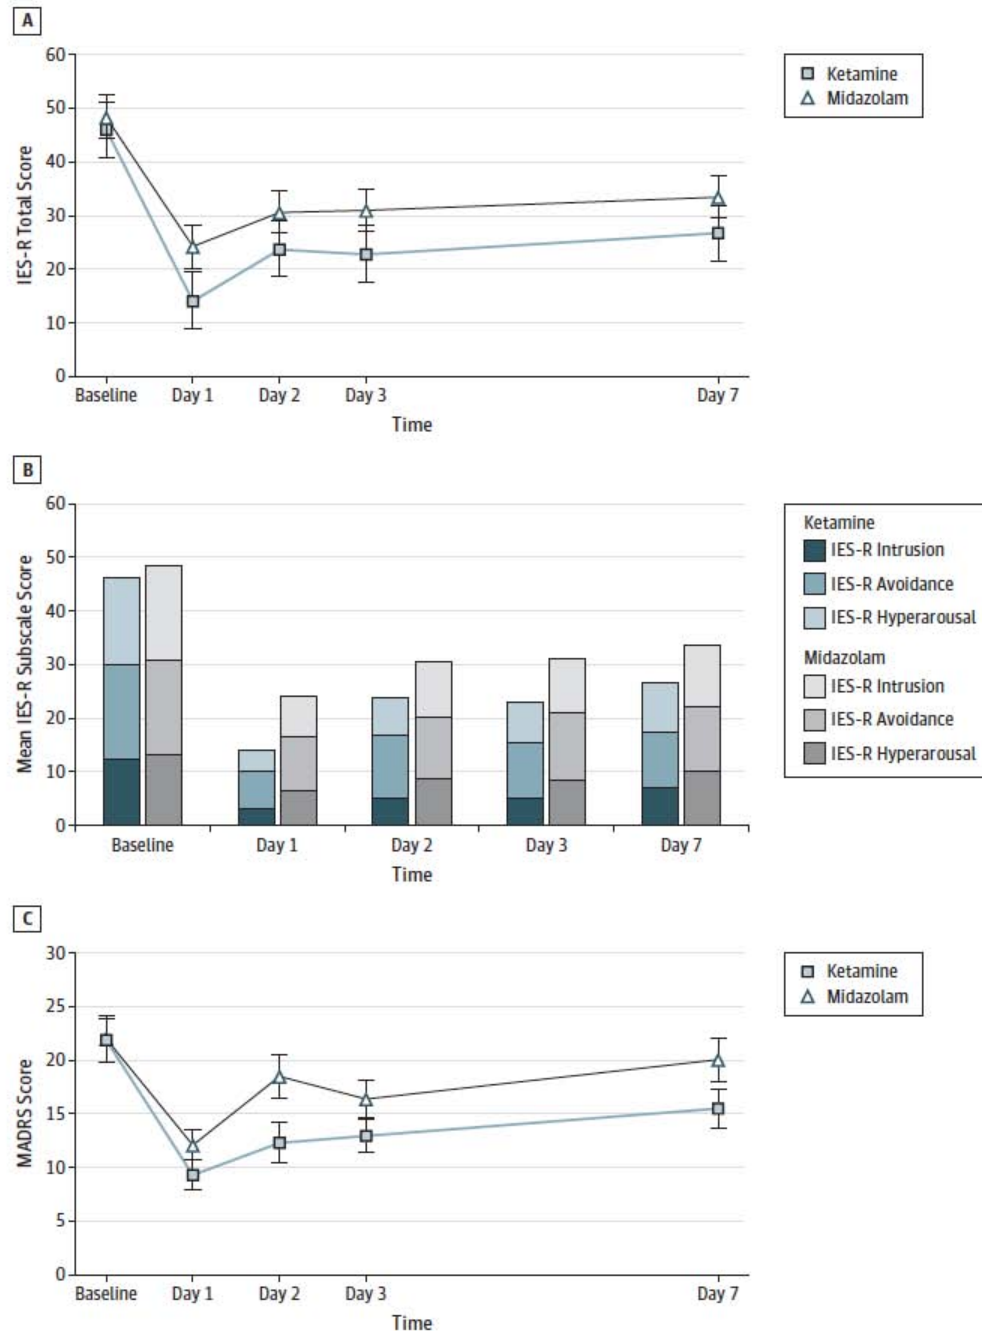 A
60
50
40
30
20
10
0
IES-R Total Score
Baseline Day 1 Day 2 Day 3 Day 7
Time
Ketamine
Midazolam
B
60
50
40
30
20
10
0
Mean IES-R Subscale Score
Baseline Day 1 Day 2 Day 3 Day 7
Time
Ketamine
IES-R Intrusion
IES-R Avoidance
IES-R Hyperarousal
Midazolam
IES-R Intrusion
IES-R Avoidance
IES-R Hyperarousal
C
30
25
20
15
10
5
0
MADRS Score
Baseline Day 1 Day 2 Day 3 Day 7
Time
Ketamine
Midazolam